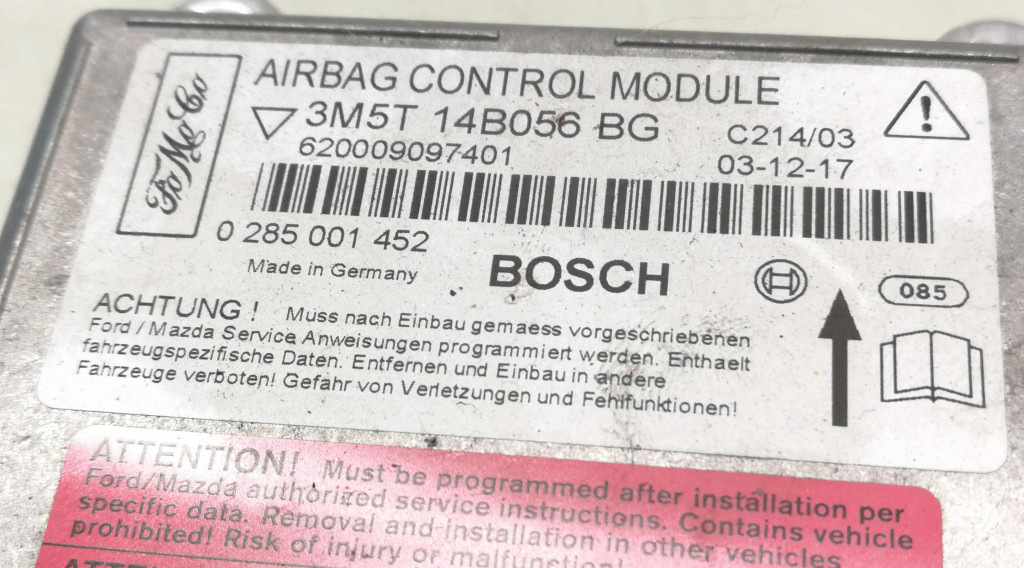 FoMoCo
AIRBAG CONTROL MODULE
3M5T 14B056 BG
C214/03
620009097401
03-12-17
0 285 001 452
Made in Germany
BOSCH
085
ACHTUNG ! Muss nach Einbau gemaess vorgeschriebenen
Ford / Mazda Service Anweisungen programmiert werden. Enthaelt
fahrzeugspezifische Daten. Entfernen und Einbau in andere
Fahrzeuge verboten! Gefahr von Verletzungen und Fehlfunktionen!
ATTENTION! Must be programmed after installation per
Ford/Mazda authorized service instructions. Contains vehicle
specific data. Removal and installation in other vehicles
prohibited! Risk of injury or malfunction!